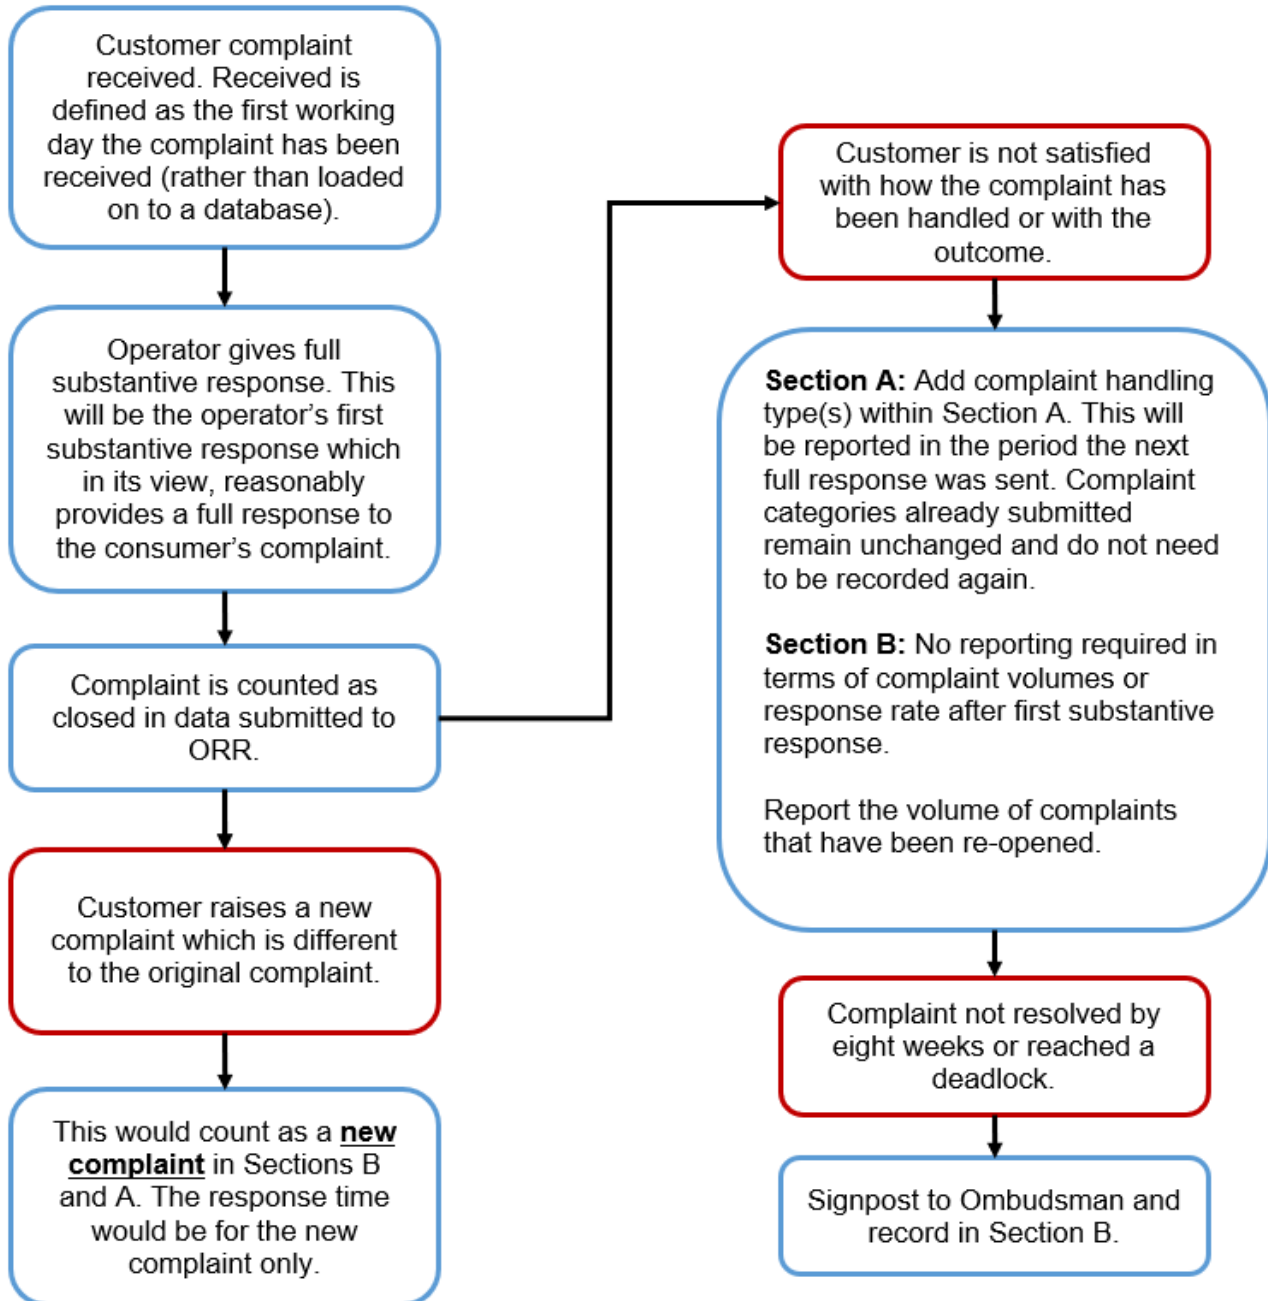 Customer complaint
received. Received is
defined as the first working
day the complaint has been
received (rather than loaded
on to a database).
Operator gives full
substantive response. This
will be the operator’s first
substantive response which
in its view, reasonably
provides a full response to
the consumer’s complaint.
Complaint is counted as
closed in data submitted to
ORR.
Customer raises a new
complaint which is different
to the original complaint.
This would count as a new
complaint in Sections B
and A. The response time
would be for the new
complaint only.
Customer is not satisfied
with how the complaint has
been handled or with the
outcome.
Section A: Add complaint handling
type(s) within Section A. This will
be reported in the period the next
full response was sent. Complaint
categories already submitted
remain unchanged and do not need
to be recorded again.
Section B: No reporting required in
terms of complaint volumes or
response rate after first substantive
response.
Report the volume of complaints
that have been re-opened.
Complaint not resolved by
eight weeks or reached a
deadlock.
Signpost to Ombudsman and
record in Section B.